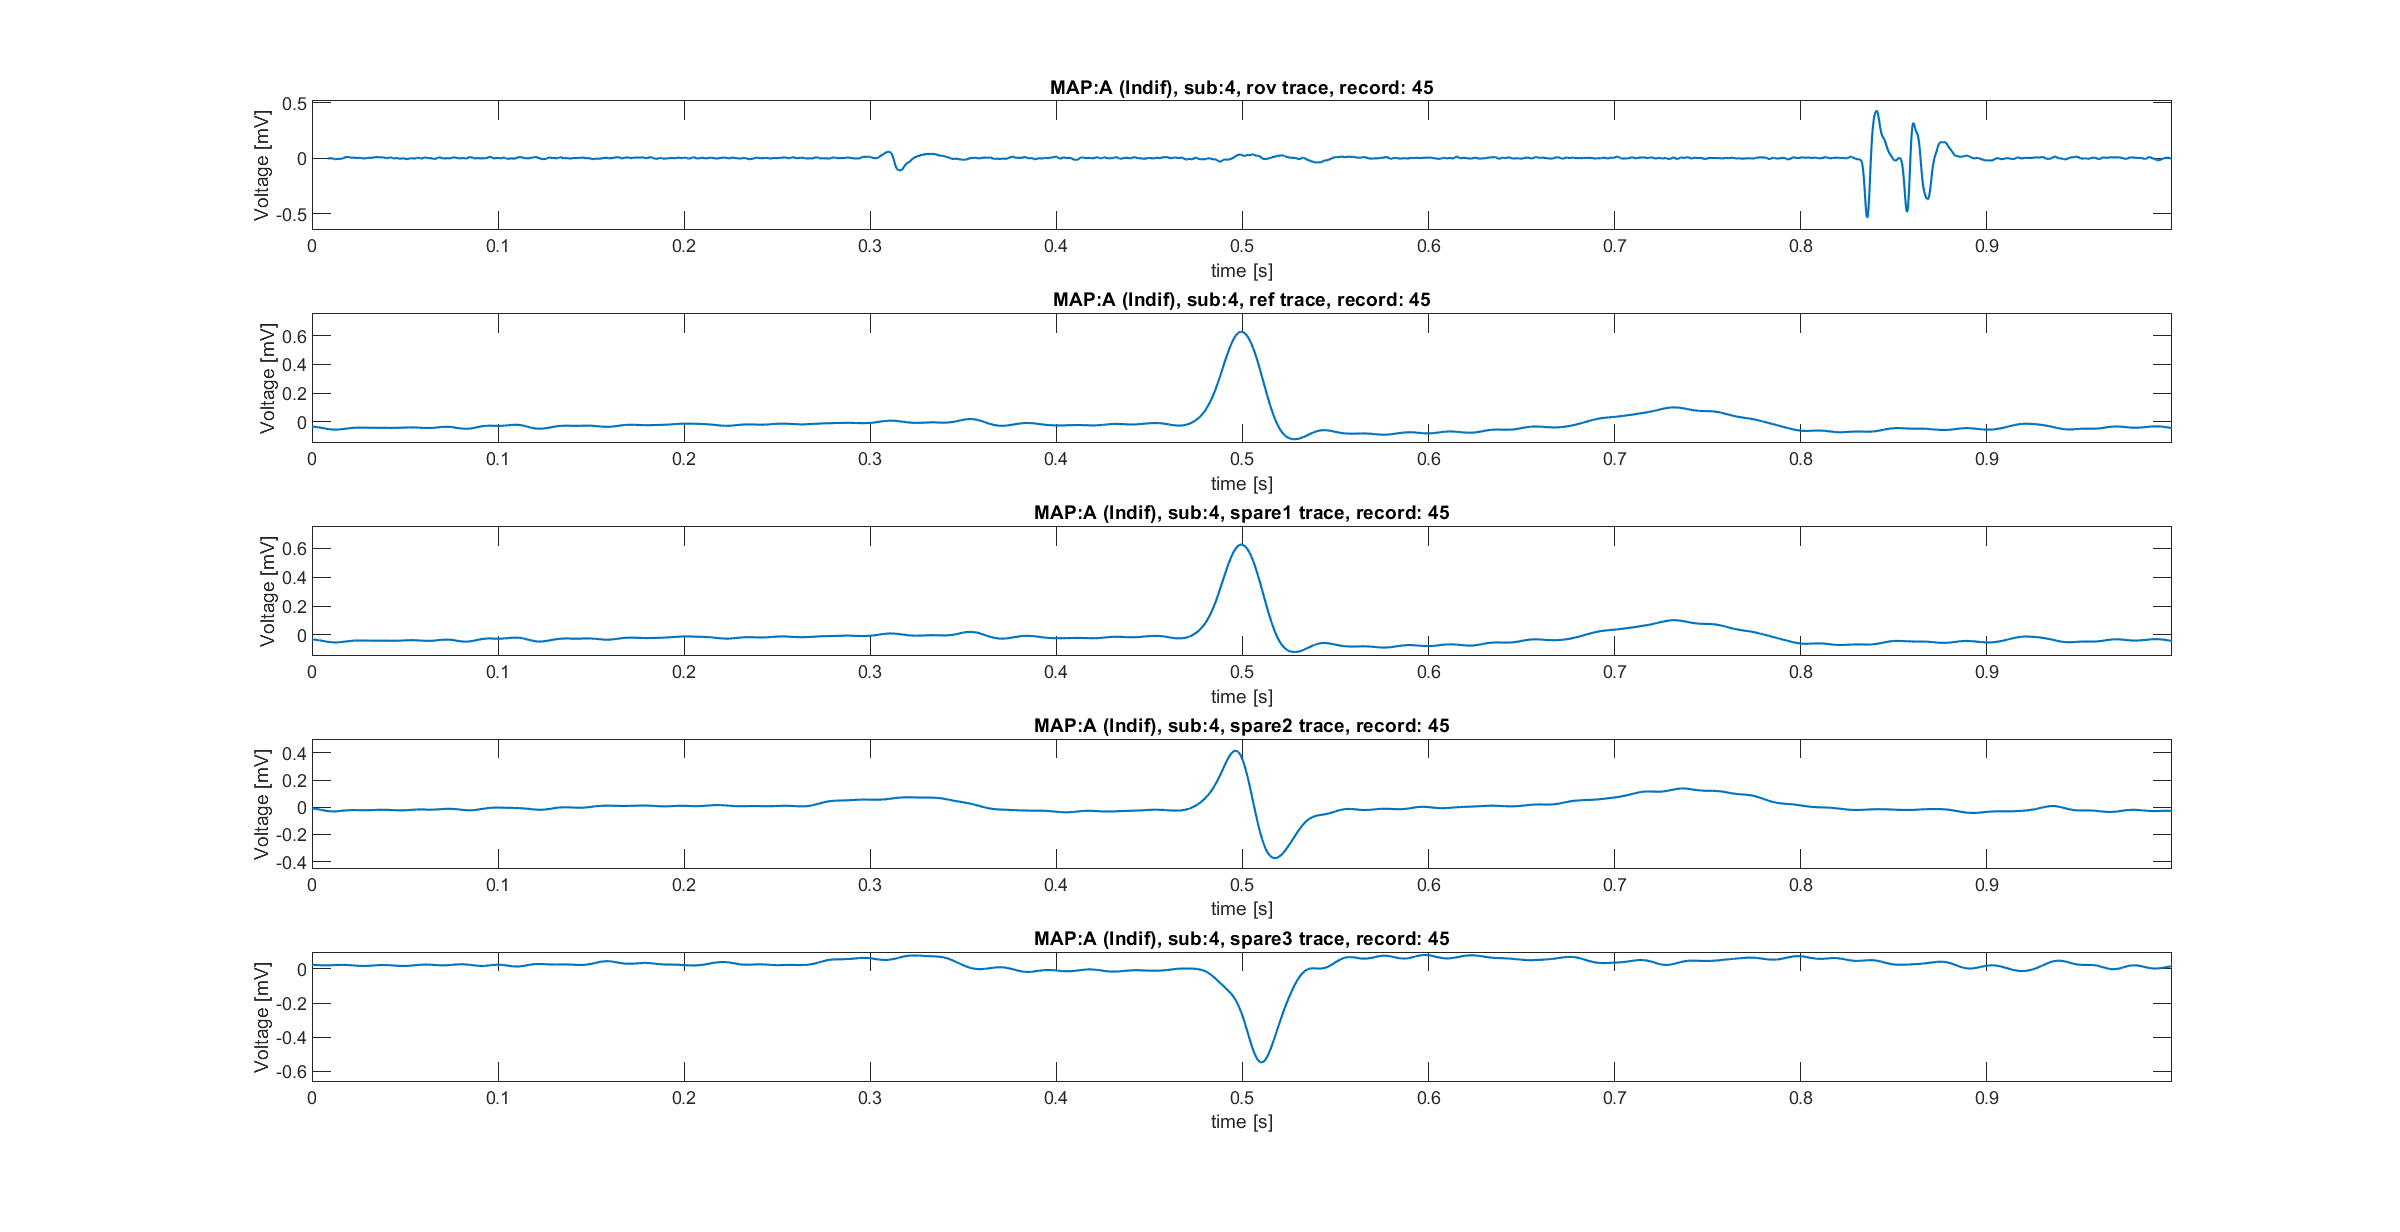 MAP:A (Indif), sub:4, rov trace, record: 45
Voltage [mV]
0.5
0
-0.5
0 0.1 0.2 0.3 0.4 0.5 0.6 0.7 0.8 0.9
time [s]
MAP:A (Indif), sub:4, ref trace, record: 45
Voltage [mV]
0.6
0.4
0.2
0
0 0.1 0.2 0.3 0.4 0.5 0.6 0.7 0.8 0.9
time [s]
MAP:A (Indif), sub:4, spare1 trace, record: 45
Voltage [mV]
0.6
0.4
0.2
0
0 0.1 0.2 0.3 0.4 0.5 0.6 0.7 0.8 0.9
time [s]
MAP:A (Indif), sub:4, spare2 trace, record: 45
Voltage [mV]
0.4
0.2
0
-0.2
-0.4
0 0.1 0.2 0.3 0.4 0.5 0.6 0.7 0.8 0.9
time [s]
MAP:A (Indif), sub:4, spare3 trace, record: 45
Voltage [mV]
0
-0.2
-0.4
-0.6
0 0.1 0.2 0.3 0.4 0.5 0.6 0.7 0.8 0.9
time [s]